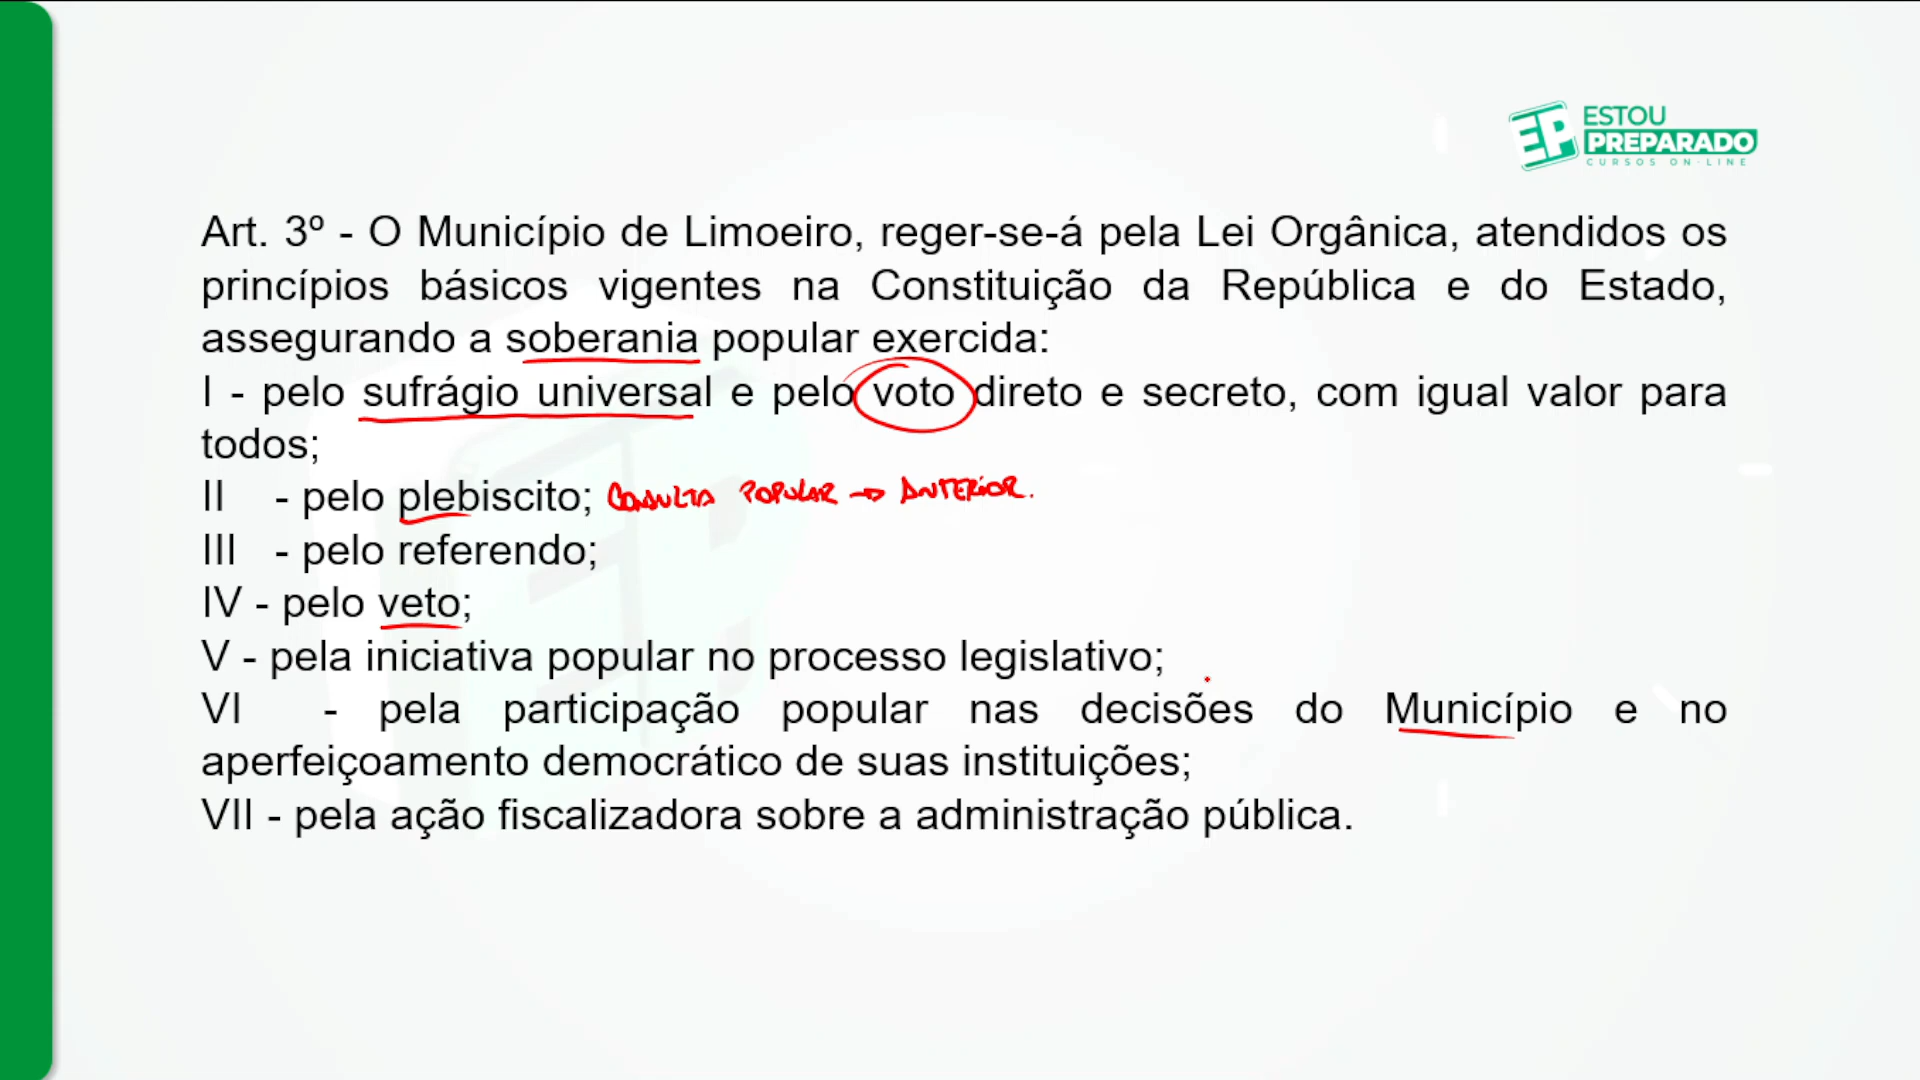 EP ESTOU
PREPARADO
CURSOS ON-LINE
Art. 3º - O Município de Limoeiro, reger-se-á pela Lei Orgânica, atendidos os
princípios básicos vigentes na Constituição da República e do Estado,
assegurando a soberania popular exercida:
I - pelo sufrágio universal e pelo voto direto e secreto, com igual valor para
todos;
II - pelo plebiscito; CONSULTA POPULAR → ANTERIOR.
III - pelo referendo;
IV - pelo veto;
V - pela iniciativa popular no processo legislativo;
VI - pela participação popular nas decisões do Município e no
aperfeiçoamento democrático de suas instituições;
VII - pela ação fiscalizadora sobre a administração pública.